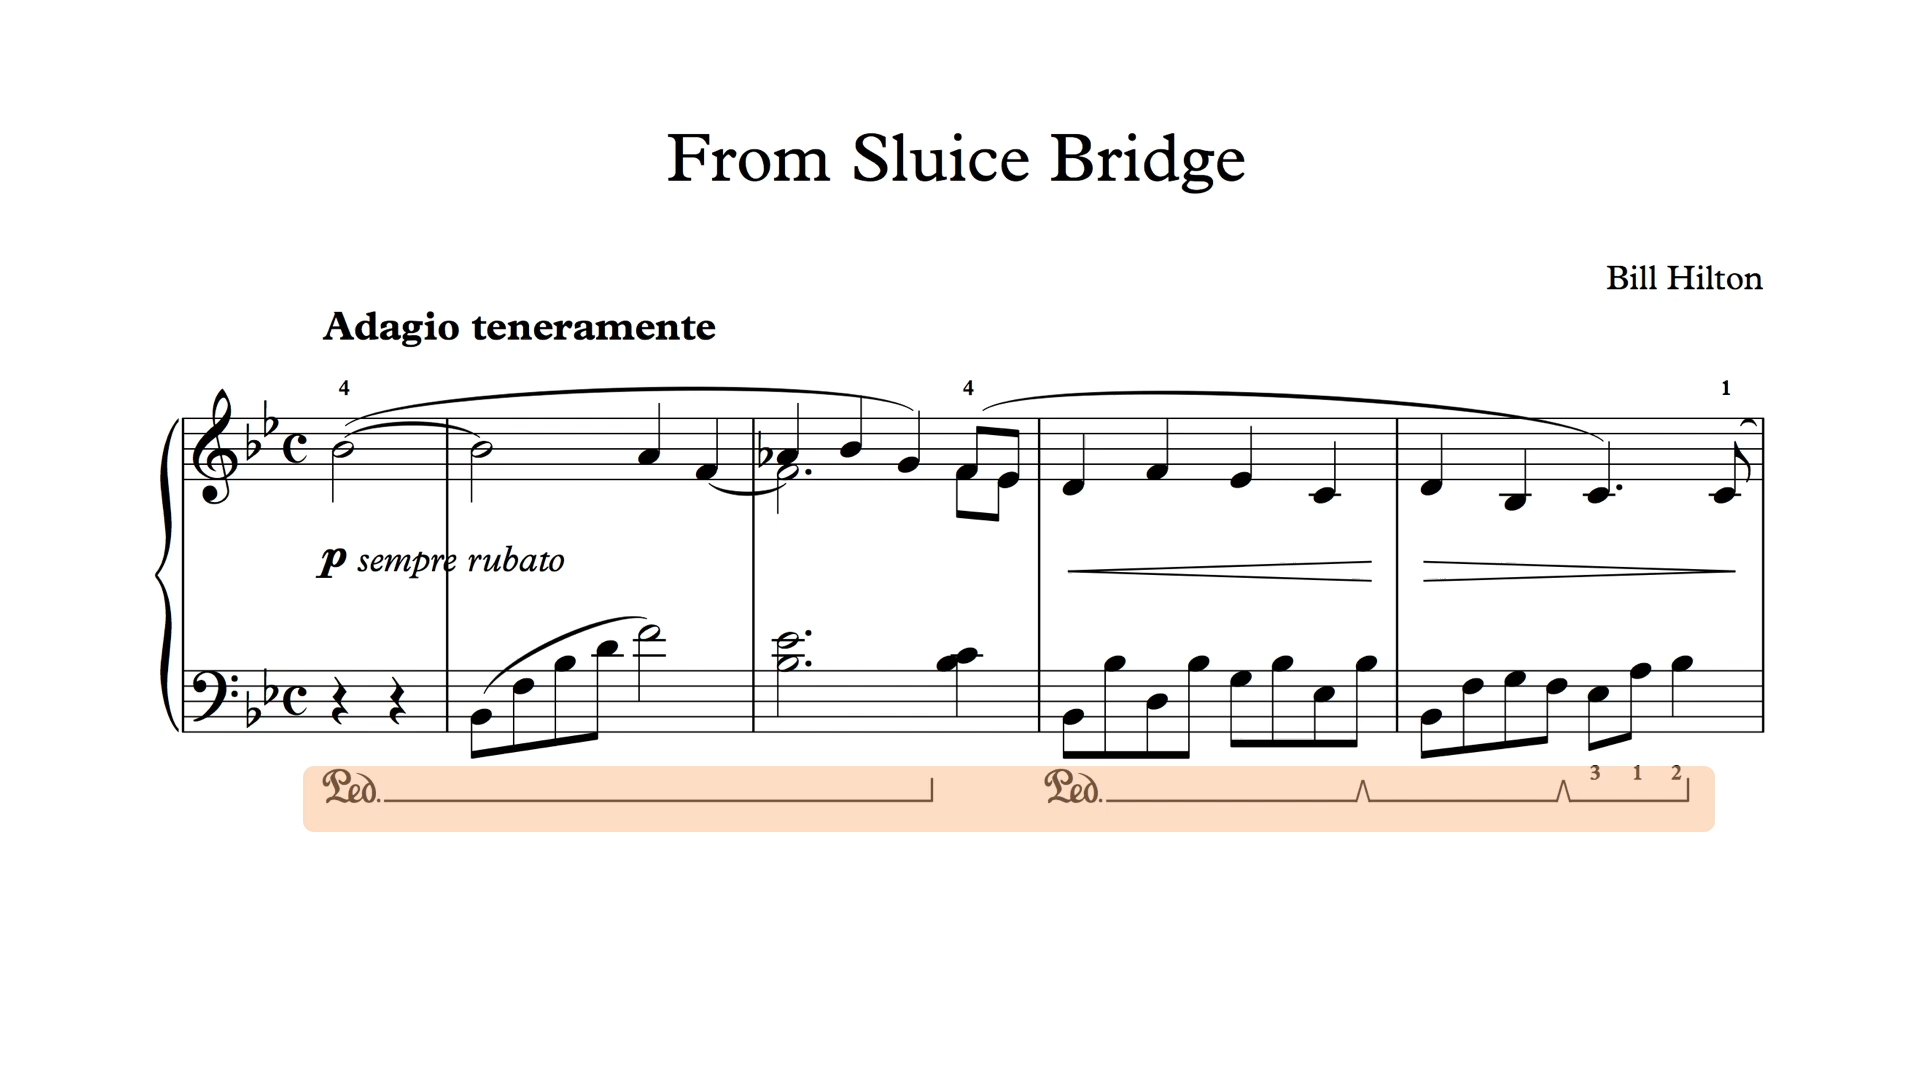 From Sluice Bridge
Bill Hilton
Adagio teneramente
4 4 1
p sempre rubato
Ped. Ped. 3 1 2